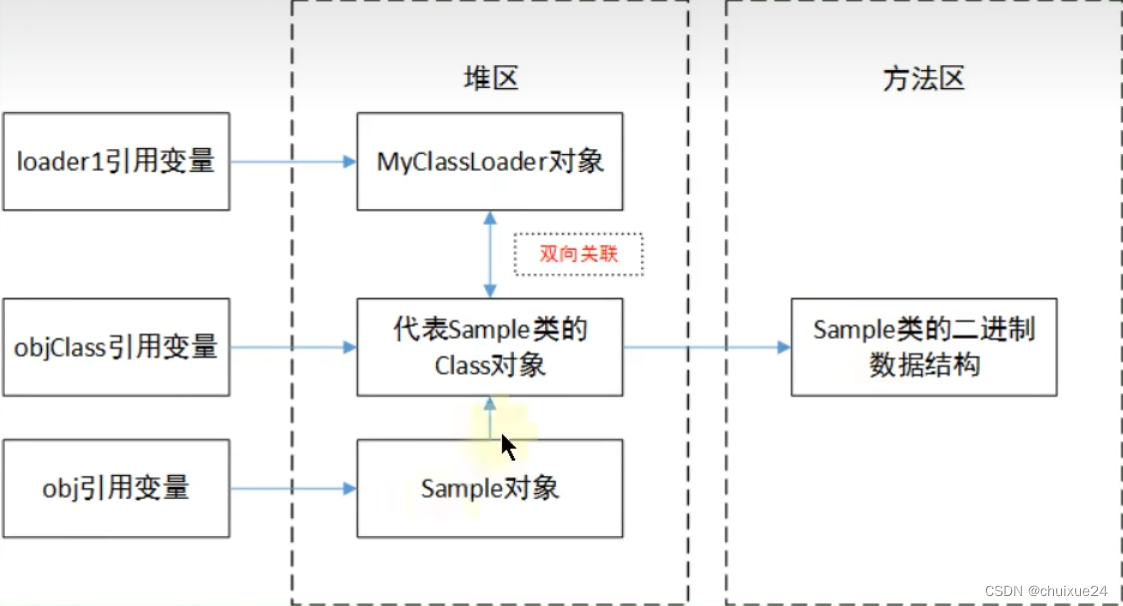 堆区
方法区
loader1引用变量
MyClassLoader对象
双向关联
objClass引用变量
代表Sample类的
Class对象
Sample类的二进制
数据结构
obj引用变量
Sample对象
CSDN @chuixue24